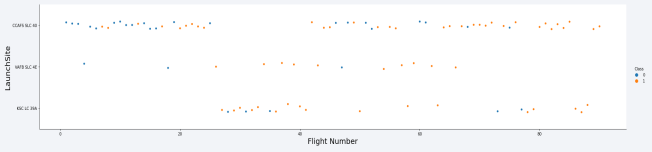 CCAFS SLC 40
VAFB SLC 4E
KSC LC 39A
LaunchSite
0
20
40
60
80
Flight Number
Class
0
1